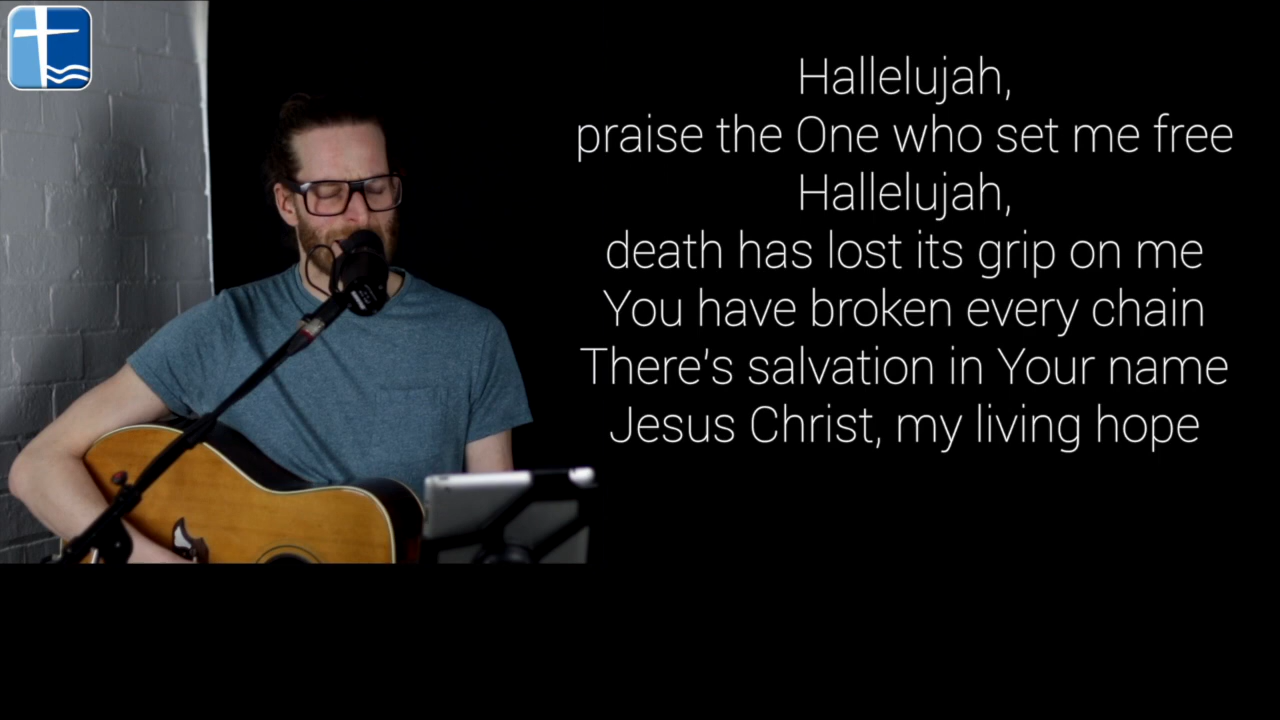 Hallelujah,
praise the One who set me free
Hallelujah,
death has lost its grip on me
You have broken every chain
There's salvation in Your name
Jesus Christ, my living hope